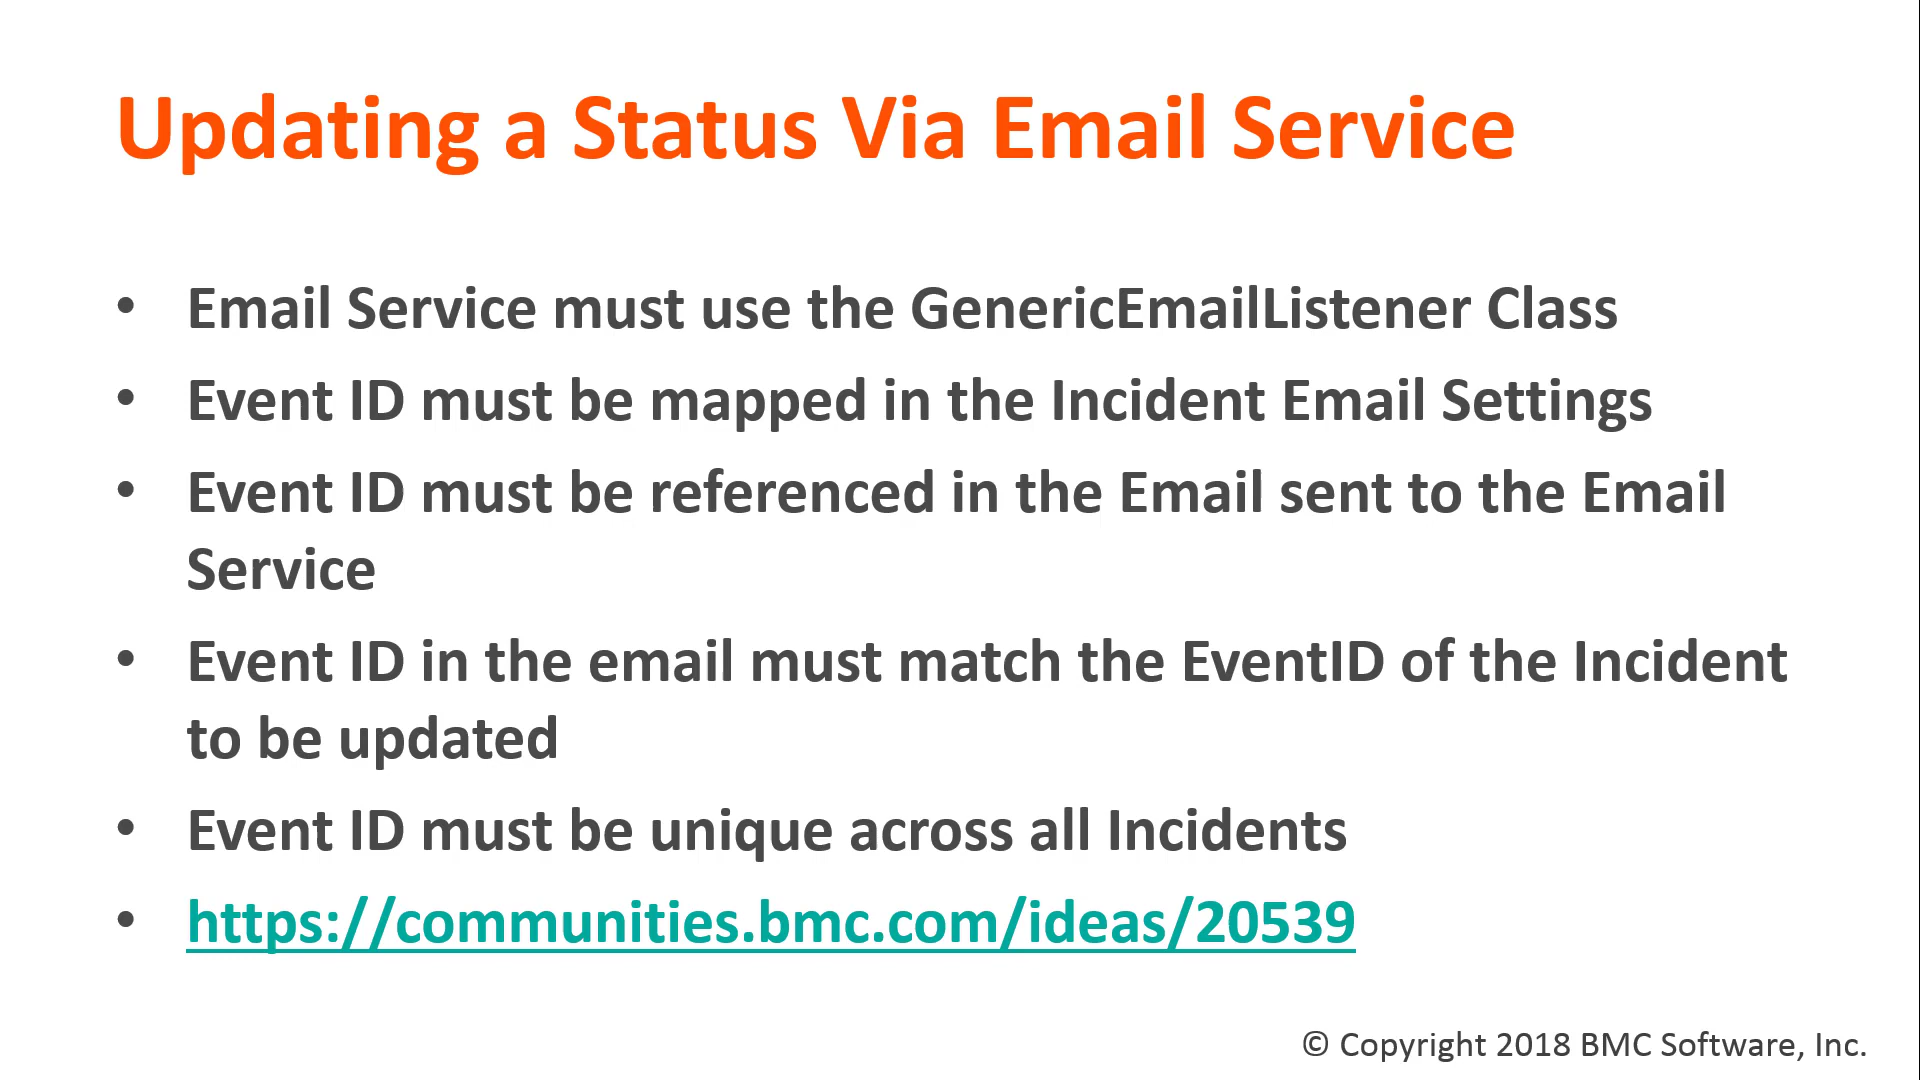 Updating a Status Via Email Service
• Email Service must use the GenericEmailListener Class
• Event ID must be mapped in the Incident Email Settings
• Event ID must be referenced in the Email sent to the Email
Service
• Event ID in the email must match the EventID of the Incident
to be updated
• Event ID must be unique across all Incidents
• https://communities.bmc.com/ideas/20539
© Copyright 2018 BMC Software, Inc.